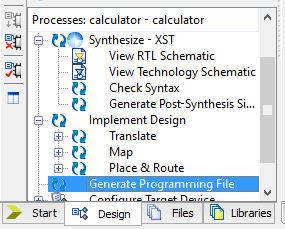 Processes: calculator - calculator
Synthesize - XST
View RTL Schematic
View Technology Schematic
Check Syntax
Generate Post-Synthesis Si...
Implement Design
Translate
Map
Place & Route
Generate Programming File
Configure Target Device
Start
Design
Files
Libraries